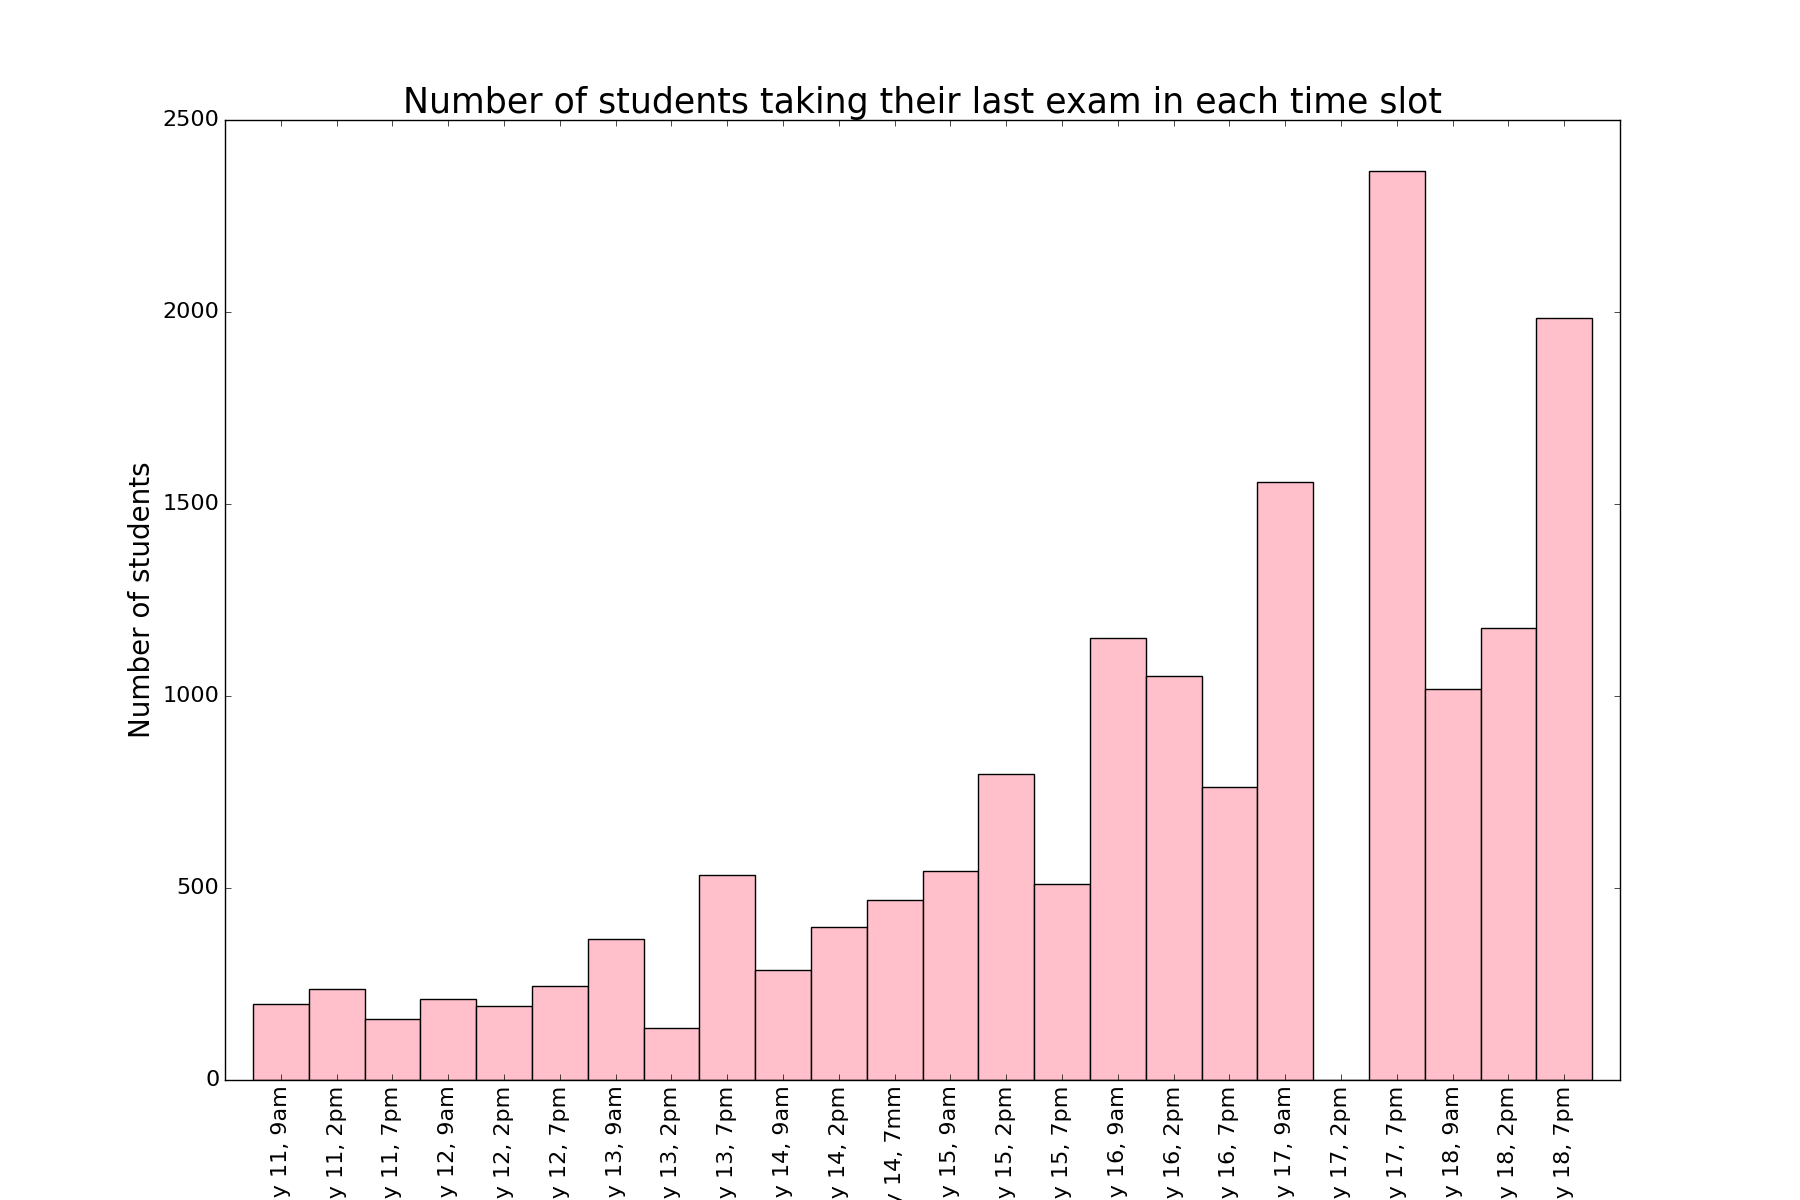 Number of students taking their last exam in each time slot
Number of students
2500
2000
1500
1000
500
0
y 11, 9am
y 11, 2pm
y 11, 7pm
y 12, 9am
y 12, 2pm
y 12, 7pm
y 13, 9am
y 13, 2pm
y 13, 7pm
y 14, 9am
y 14, 2pm
y 14, 7mm
y 15, 9am
y 15, 2pm
y 15, 7pm
y 16, 9am
y 16, 2pm
y 16, 7pm
y 17, 9am
y 17, 2pm
y 17, 7pm
y 18, 9am
y 18, 2pm
y 18, 7pm